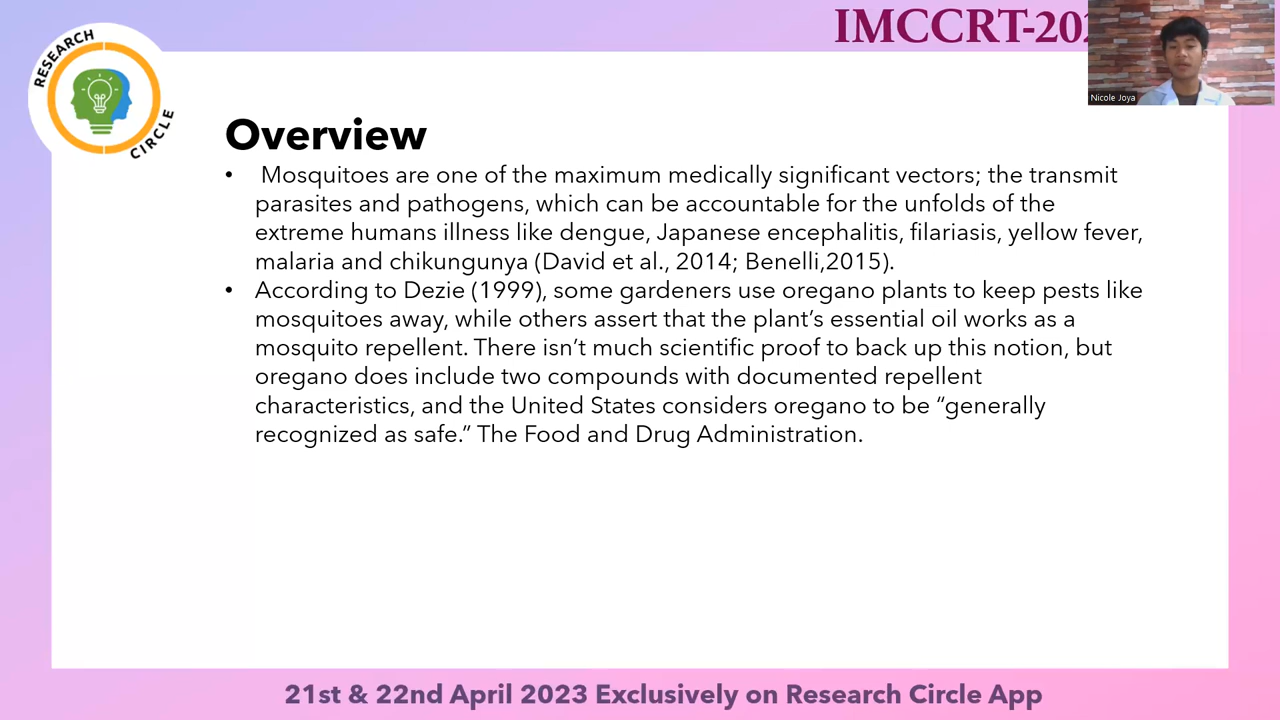 RESEARCH
CIRCLE
IMCCRT-202
Nicole Joya
Overview
• Mosquitoes are one of the maximum medically significant vectors; the transmit
parasites and pathogens, which can be accountable for the unfolds of the
extreme humans illness like dengue, Japanese encephalitis, filariasis, yellow fever,
malaria and chikungunya (David et al., 2014; Benelli,2015).
• According to Dezie (1999), some gardeners use oregano plants to keep pests like
mosquitoes away, while others assert that the plant’s essential oil works as a
mosquito repellent. There isn’t much scientific proof to back up this notion, but
oregano does include two compounds with documented repellent
characteristics, and the United States considers oregano to be “generally
recognized as safe.” The Food and Drug Administration.
21st & 22nd April 2023 Exclusively on Research Circle App